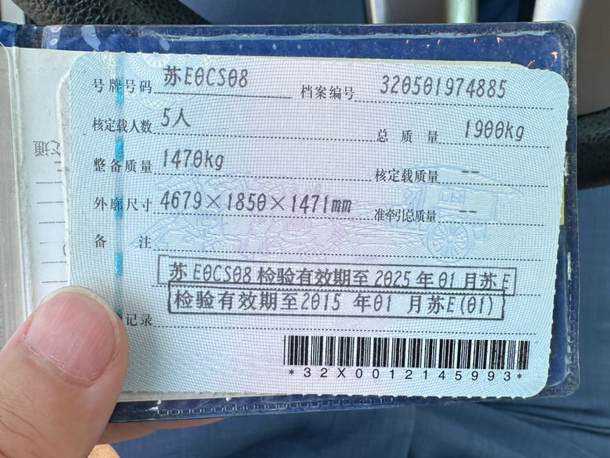 号牌号码 苏E0CS08 档案编号 320501974885
核定载人数 5人 总质量 1900kg
整备质量 1470kg 核定载质量 --
外廓尺寸 4679×1850×1471mm 准牵引总质量 --
备注
苏E0CS08检验有效期至2025年01月苏E
检验有效期至2015年01月苏E(01)
记录
*32X0012145993*